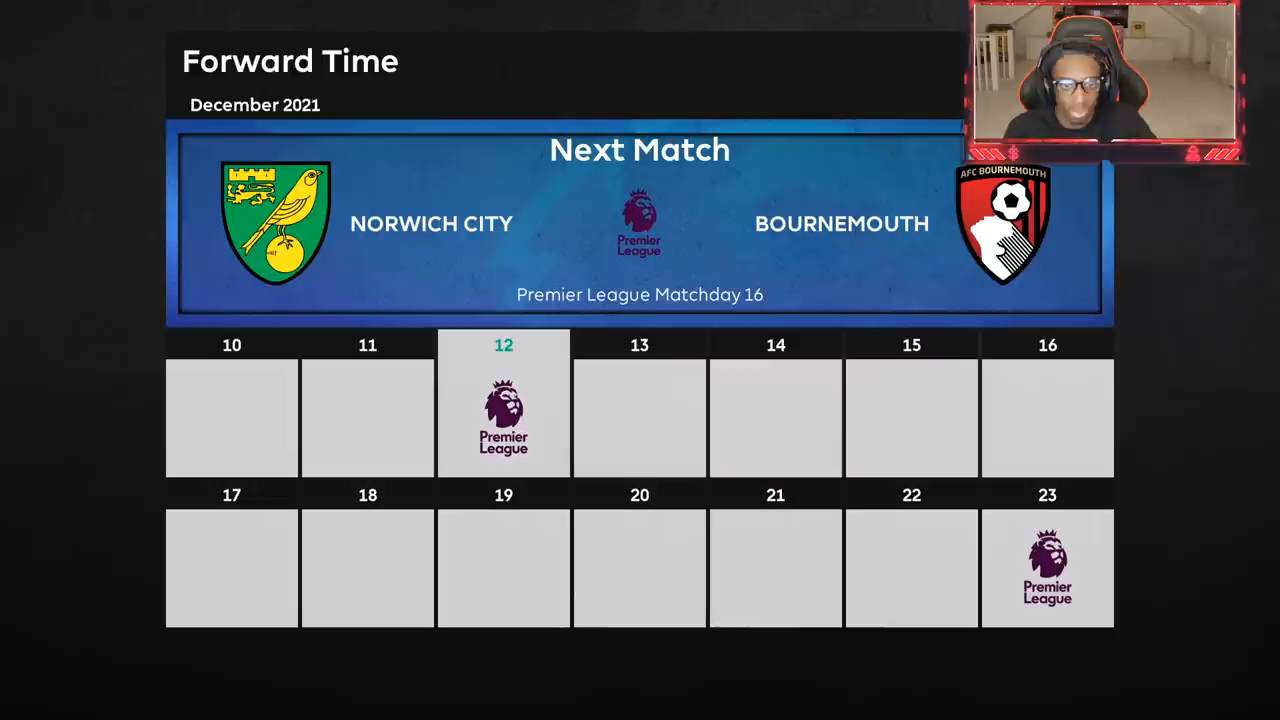 Forward Time
December 2021
Next Match
AFC BOURNEMOUTH
NORWICH CITY
Premier
League
BOURNEMOUTH
Premier League Matchday 16
10 11 12 13 14 15 16
Premier
League
17 18 19 20 21 22 23
Premier
League